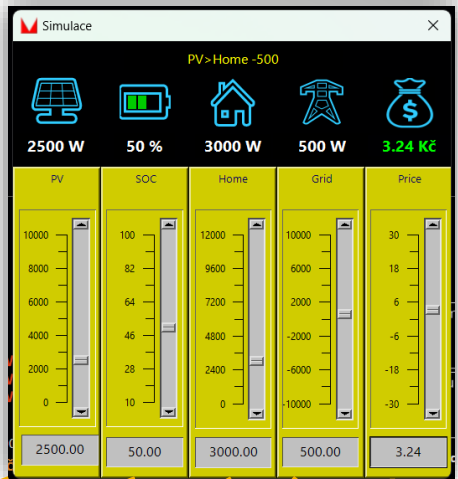 Simulace
PV>Home -500
2500 W 50 % 3000 W 500 W 3.24 Kč
PV SOC Home Grid Price
10000 100 12000 10000 30
8000 82 9600 6000 18
6000 64 7200 2000 6
4000 46 4800 -2000 -6
2000 28 2400 -6000 -18
0 10 0 -10000 -30
2500.00 50.00 3000.00 500.00 3.24